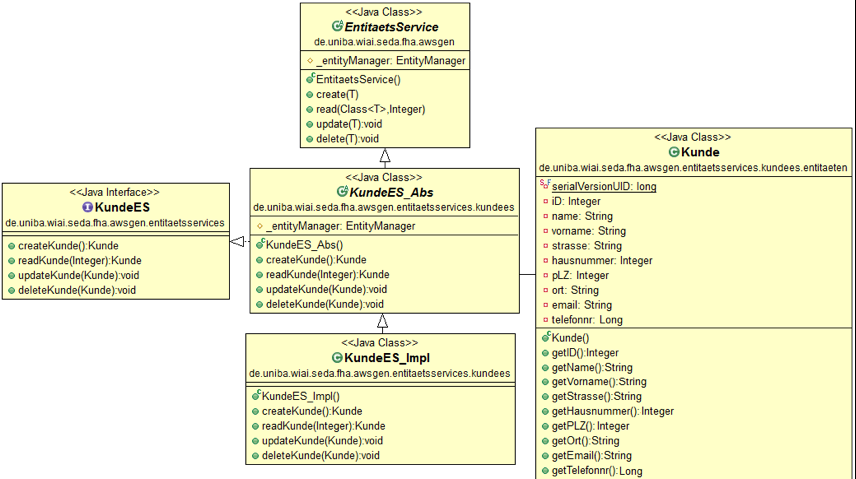 <<Java Class>>
EntitaetsService
de.uniba.wiai.seda.fha.awsgen
_entityManager: EntityManager
EntitaetsService()
create(T)
read(Class<T>,Integer)
update(T):void
delete(T):void
<<Java Interface>>
KundeES
de.uniba.wiai.seda.fha.awsgen.entitaetsservices
createKunde():Kunde
readKunde(Integer):Kunde
updateKunde(Kunde):void
deleteKunde(Kunde):void
<<Java Class>>
KundeES_Abs
de.uniba.wiai.seda.fha.awsgen.entitaetsservices.kundees
_entityManager: EntityManager
KundeES_Abs()
createKunde():Kunde
readKunde(Integer):Kunde
updateKunde(Kunde):void
deleteKunde(Kunde):void
<<Java Class>>
KundeES_Impl
de.uniba.wiai.seda.fha.awsgen.entitaetsservices.kundees
KundeES_Impl()
createKunde():Kunde
readKunde(Integer):Kunde
updateKunde(Kunde):void
deleteKunde(Kunde):void
<<Java Class>>
Kunde
de.uniba.wiai.seda.fha.awsgen.entitaetsservices.kundees.entitaeten
serialVersionUID: long
iD: Integer
name: String
vorname: String
strasse: String
hausnummer: Integer
pLZ: Integer
ort: String
email: String
telefonnr: Long
Kunde()
getID():Integer
getName():String
getVorname():String
getStrasse():String
getHausnummer():Integer
getPLZ():Integer
getOrt():String
getEmail():String
getTelefonnr():Long